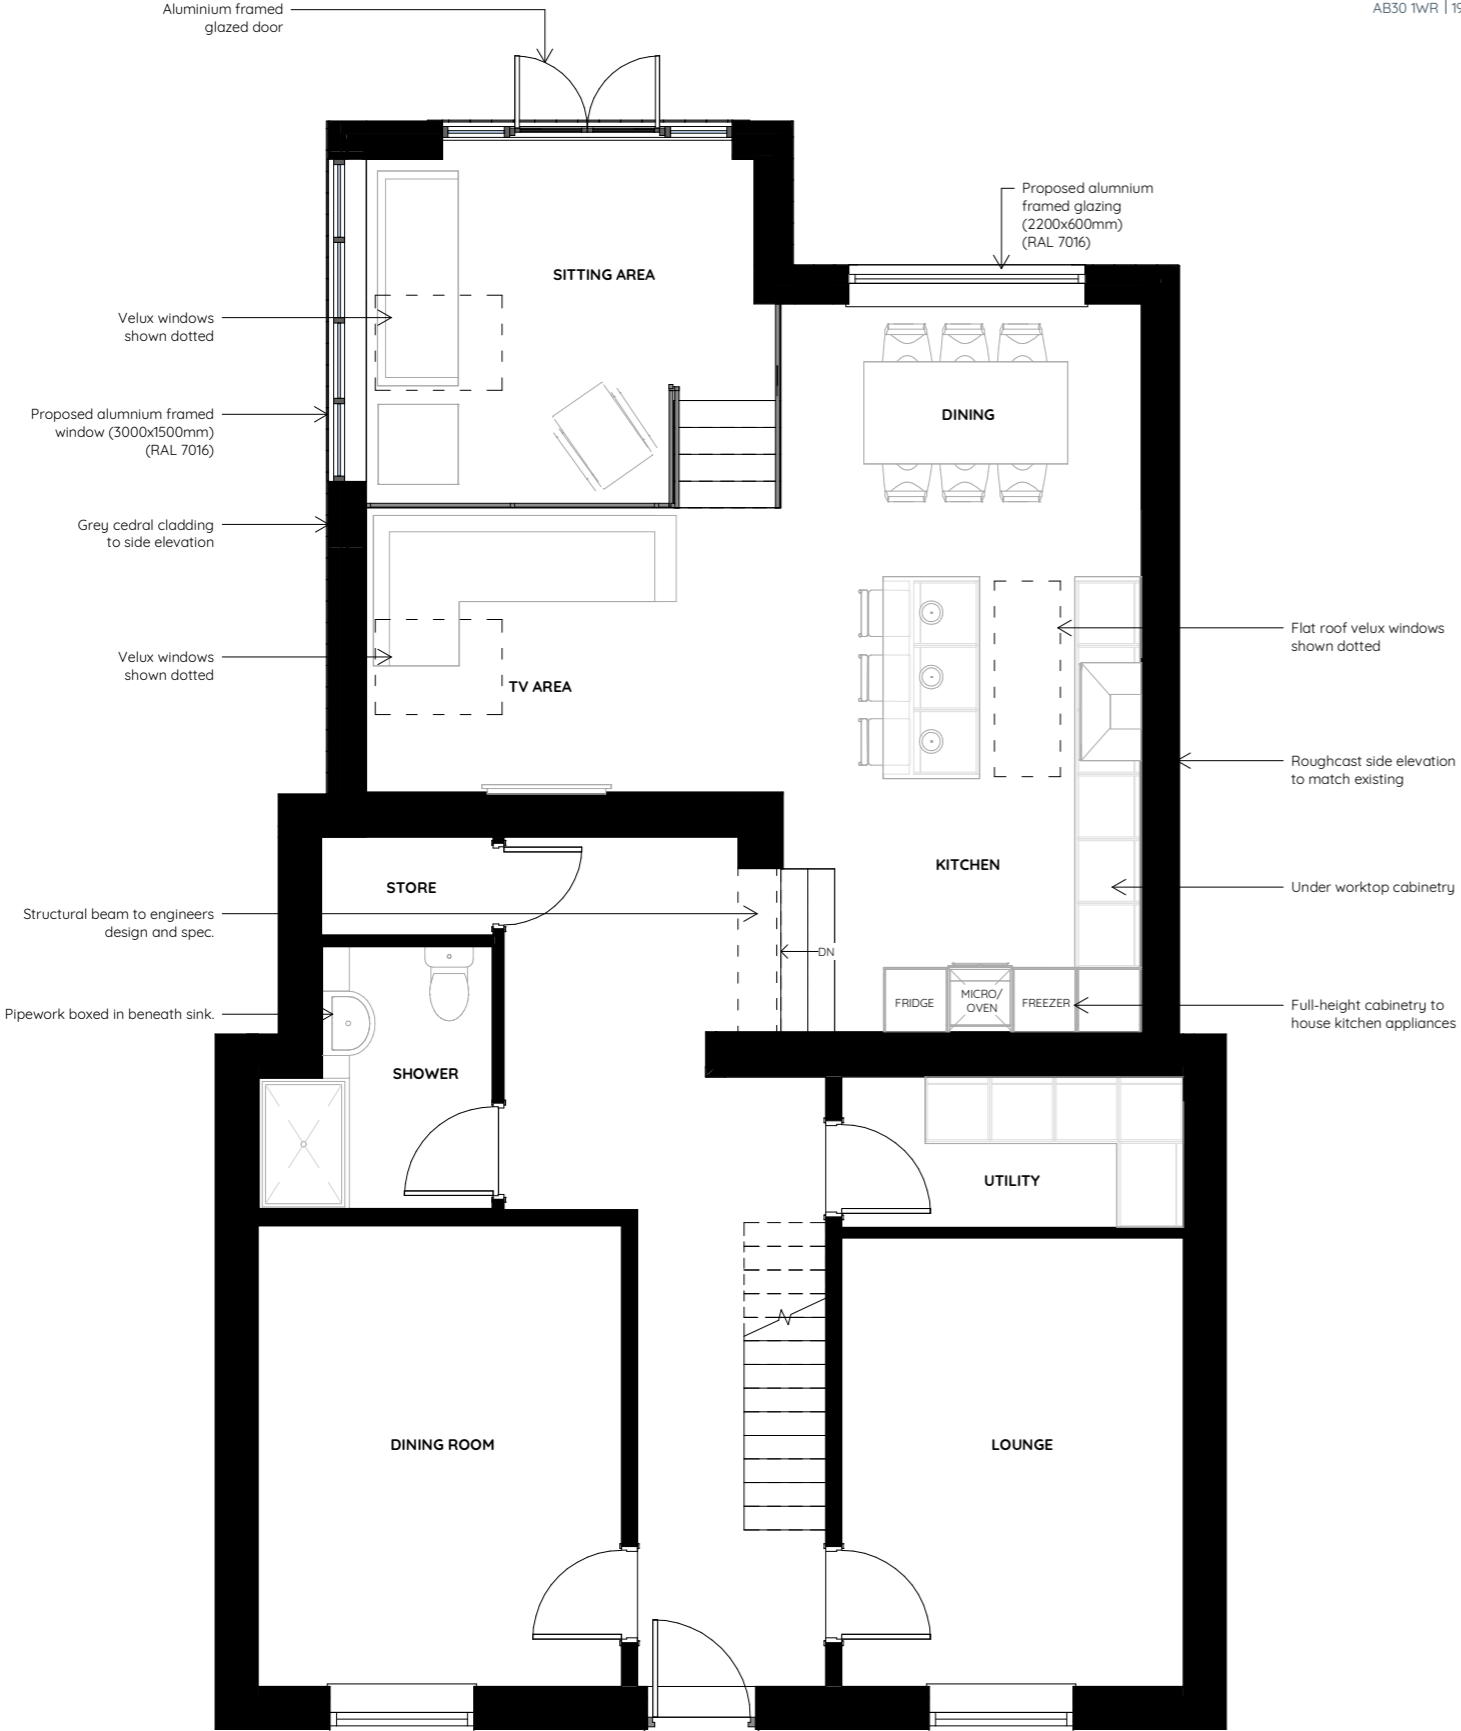 AB30 1WR | 19
Aluminium framed
glazed door
Proposed alumnium
framed glazing
(2200x600mm)
(RAL 7016)
SITTING AREA
Velux windows
shown dotted
Proposed alumnium framed
window (3000x1500mm)
(RAL 7016)
DINING
Grey cedral cladding
to side elevation
Flat roof velux windows
shown dotted
Velux windows
shown dotted
TV AREA
Roughcast side elevation
to match existing
KITCHEN
STORE
Under worktop cabinetry
Structural beam to engineers
design and spec.
DN
FRIDGE
MICRO/
OVEN
FREEZER
Pipework boxed in beneath sink.
Full-height cabinetry to
house kitchen appliances
SHOWER
UTILITY
DINING ROOM
LOUNGE